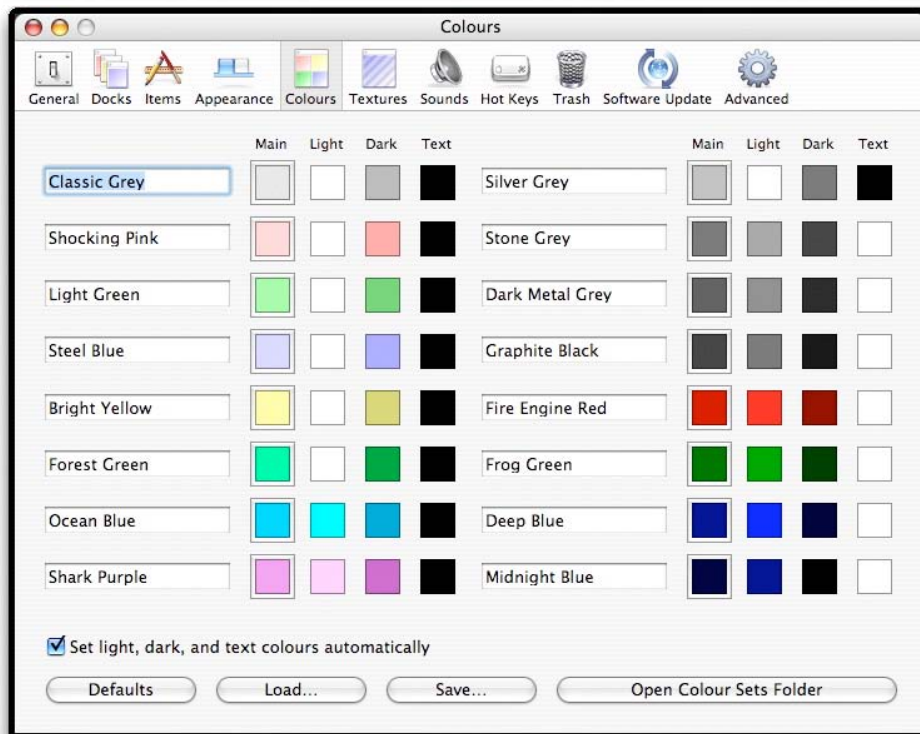 Colours
General Docks Items Appearance Colours Textures Sounds Hot Keys Trash Software Update Advanced
Main Light Dark Text Main Light Dark Text
Classic Grey Silver Grey
Shocking Pink Stone Grey
Light Green Dark Metal Grey
Steel Blue Graphite Black
Bright Yellow Fire Engine Red
Forest Green Frog Green
Ocean Blue Deep Blue
Shark Purple Midnight Blue
Set light, dark, and text colours automatically
Defaults Load... Save... Open Colour Sets Folder